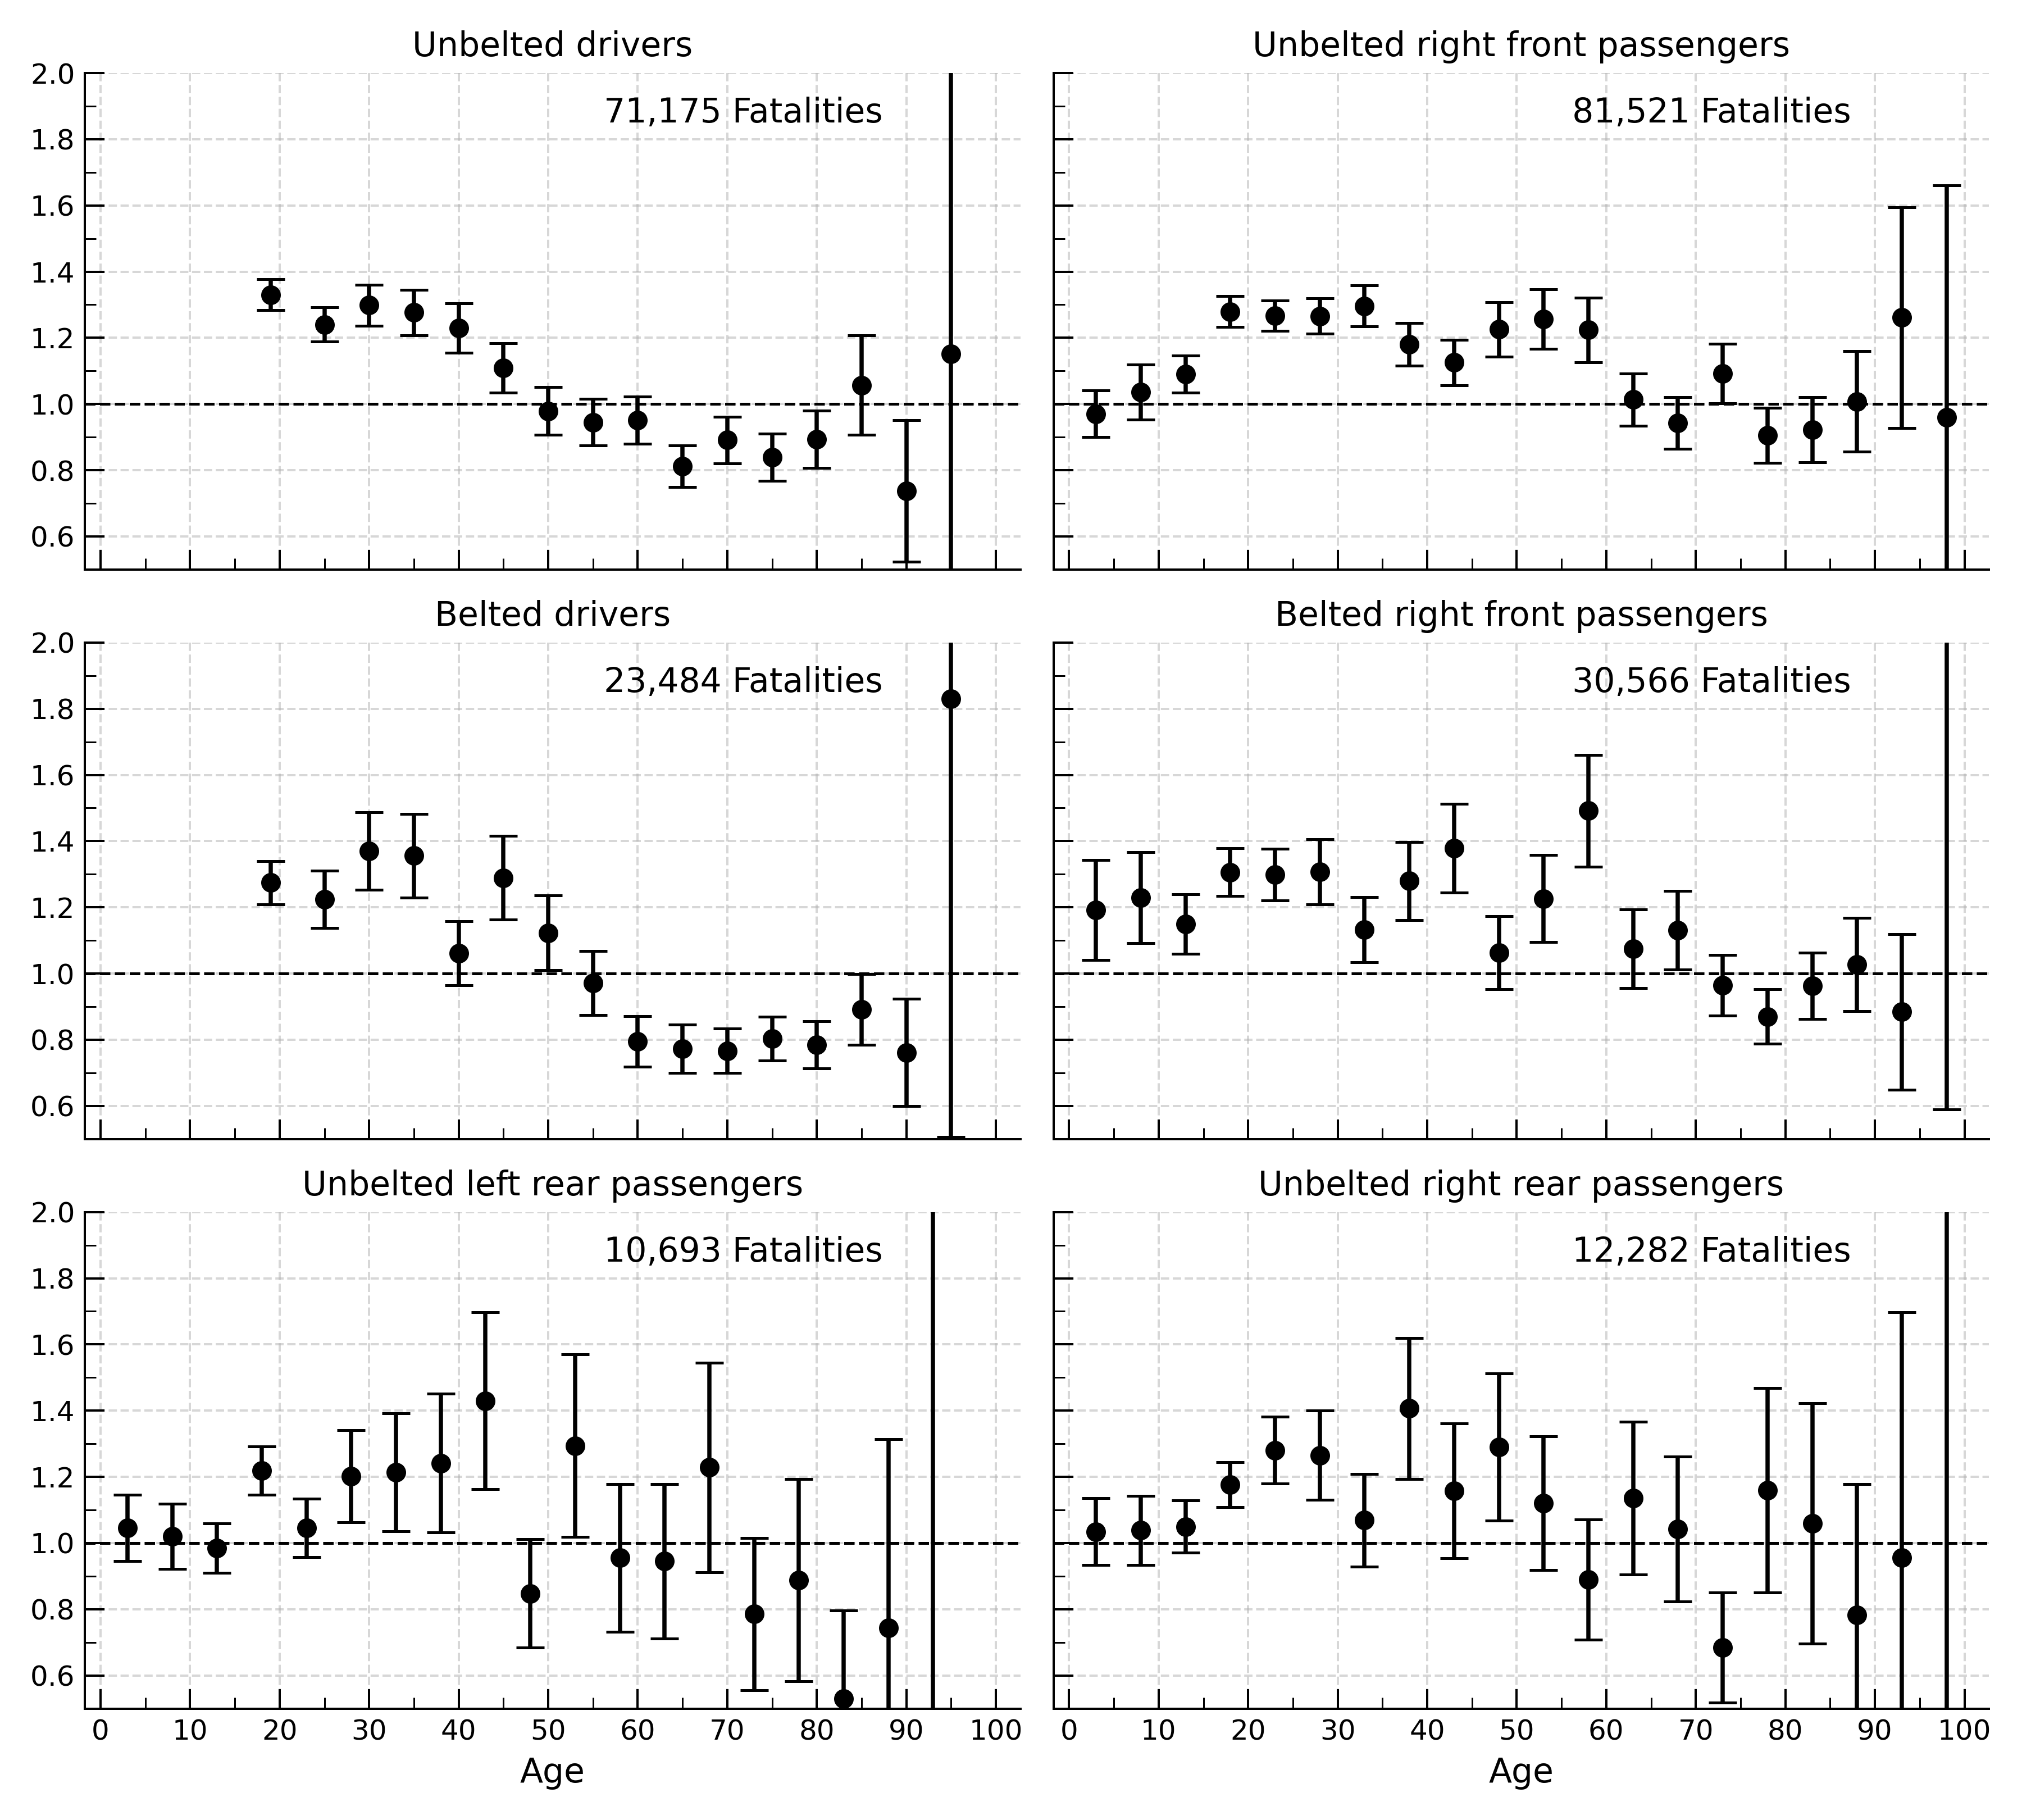 Unbelted drivers
Unbelted right front passengers
2.0
1.8
1.6
1.4
1.2
1.0
0.8
0.6
71,175 Fatalities
81,521 Fatalities
Belted drivers
Belted right front passengers
2.0
1.8
1.6
1.4
1.2
1.0
0.8
0.6
23,484 Fatalities
30,566 Fatalities
Unbelted left rear passengers
Unbelted right rear passengers
2.0
1.8
1.6
1.4
1.2
1.0
0.8
0.6
10,693 Fatalities
12,282 Fatalities
0 10 20 30 40 50 60 70 80 90 100
0 10 20 30 40 50 60 70 80 90 100
Age
Age